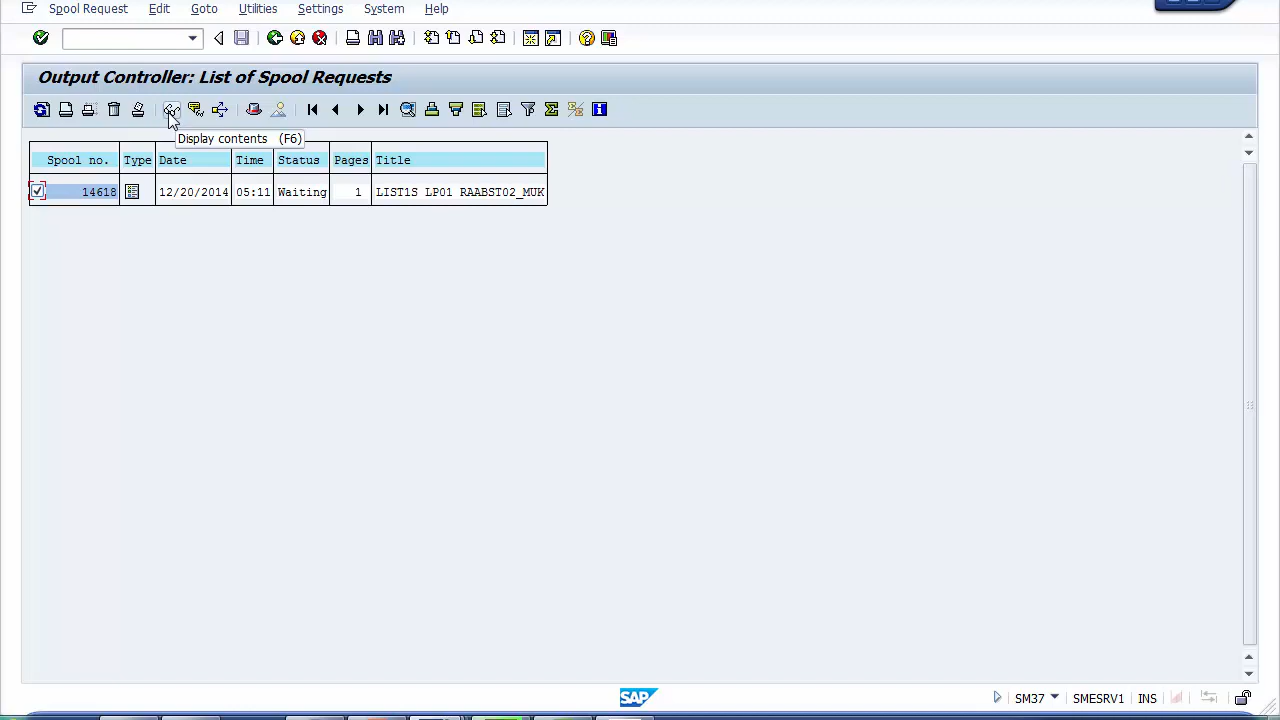 Spool Request Edit Goto Utilities Settings System Help
Output Controller: List of Spool Requests
Display contents (F6)
Spool no. Type Date Time Status Pages Title
14618 12/20/2014 05:11 Waiting 1 LIST1S LP01 RAABST02_MUK
SAP SM37 SMESRV1 INS